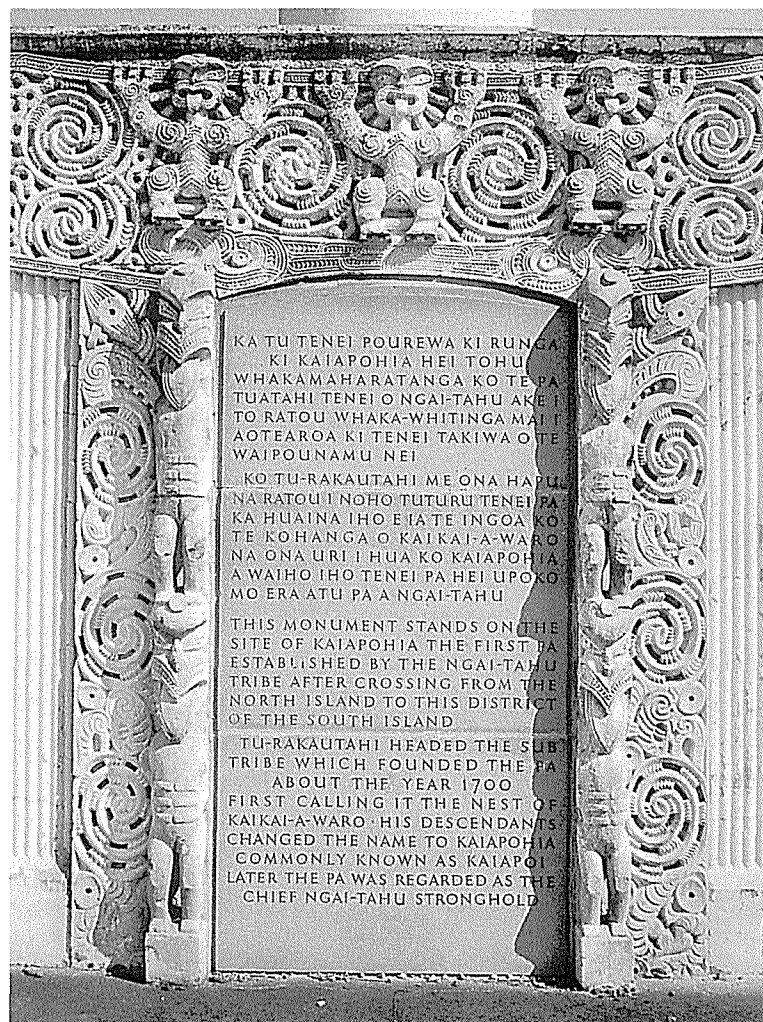 KA TU TENEI POUREWA KI RUNGA
KI KAIAPOHIA HEI TOHU
WHAKAMAHARATANGA KO TE PA
TUATAHI TENEI O NGAI-TAHU AKE I
TO RATOU WHAKA-WHITINGA MAI I
AOTEAROA KI TENEI TAKIWA O TE
WAIPOUNAMU NEI
KO TU-RAKAUTAHI ME ONA HAPU
NA RATOU I NOHO TUTURU TENEI PA
KA HUAINA IHO E IA TE INGOA KO
TE KOHANGA O KAIKAI-A-WARO
NA ONA URI I HUA KO KAIAPOHIA
A WAIHO IHO TENEI PA HEI UPOKO
MO ERA ATU PA A NGAI-TAHU
THIS MONUMENT STANDS ON THE
SITE OF KAIAPOHIA THE FIRST PA
ESTABLISHED BY THE NGAI-TAHU
TRIBE AFTER CROSSING FROM THE
NORTH ISLAND TO THIS DISTRICT
OF THE SOUTH ISLAND
TU-RAKAUTAHI HEADED THE SUB
TRIBE WHICH FOUNDED THE PA
ABOUT THE YEAR 1700
FIRST CALLING IT THE NEST OF
KAIKAI-A-WARO · HIS DESCENDANTS
CHANGED THE NAME TO KAIAPOHIA
COMMONLY KNOWN AS KAIAPOI
LATER THE PA WAS REGARDED AS THE
CHIEF NGAI-TAHU STRONGHOLD